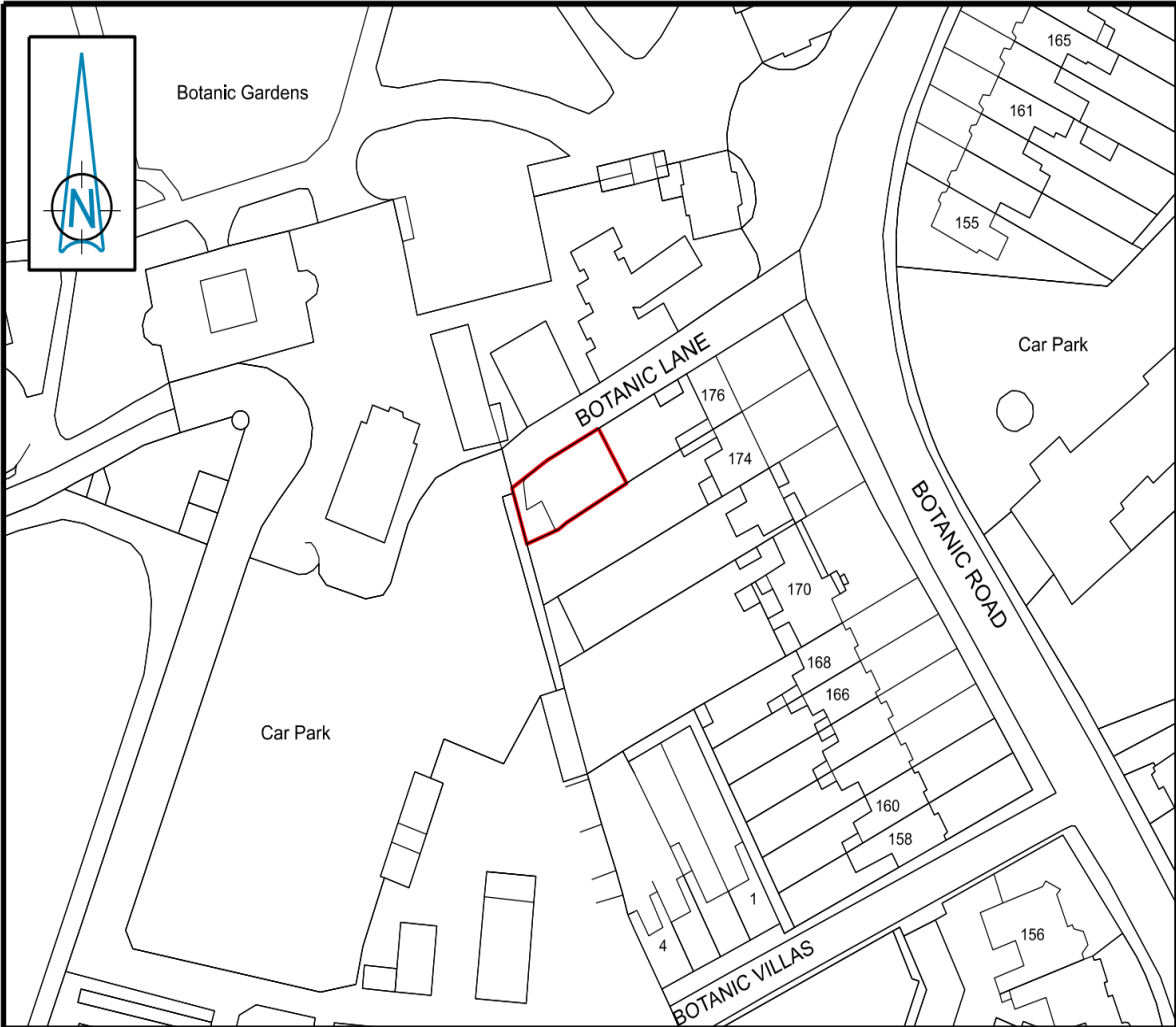 165
Botanic Gardens
161
N
155
Car Park
BOTANIC LANE
176
174
BOTANIC ROAD
170
168
166
Car Park
160
158
1
156
4
BOTANIC VILLAS